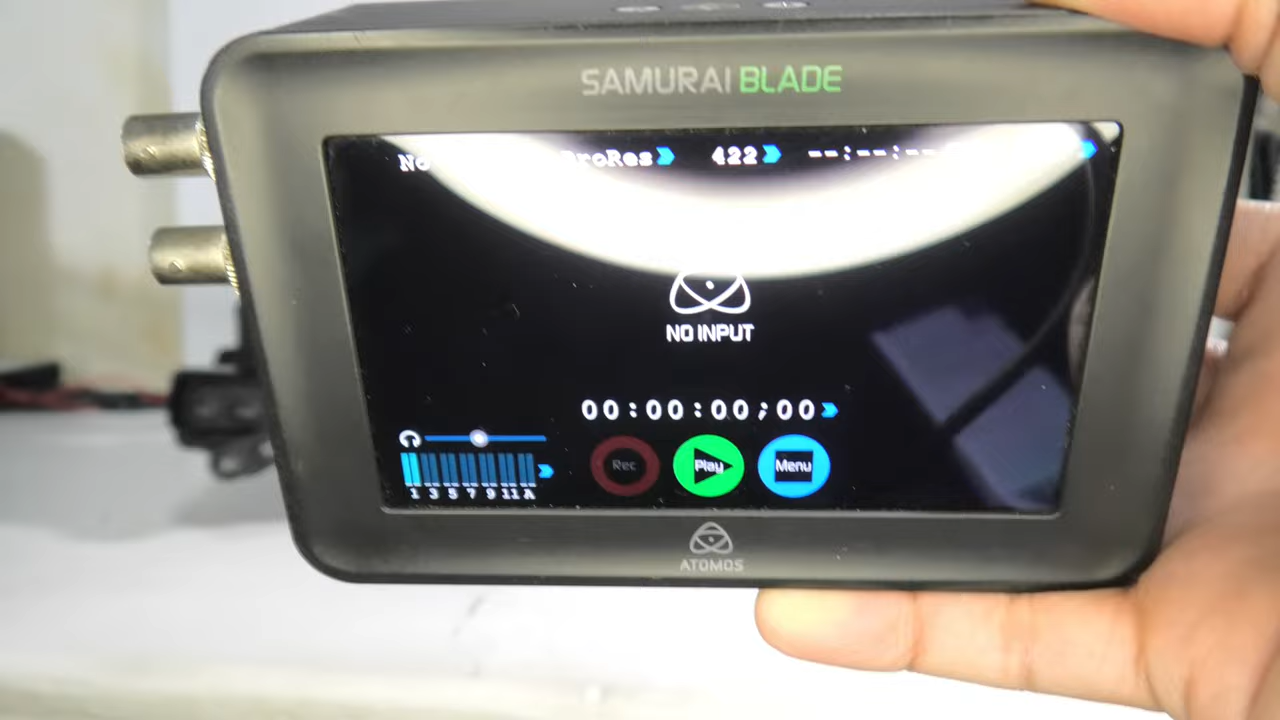 SAMURAI BLADE
No ProRes 422 --:--:--
NO INPUT
00:00:00;00
Rec Play Menu
1 3 5 7 9 11 A
ATOMOS